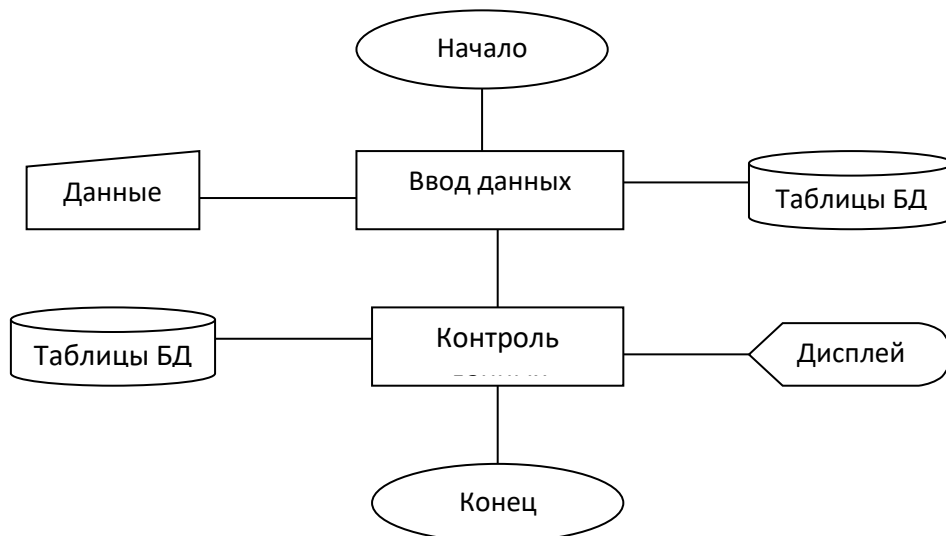 Начало
Данные
Ввод данных
Таблицы БД
Таблицы БД
Контроль
Дисплей
Конец